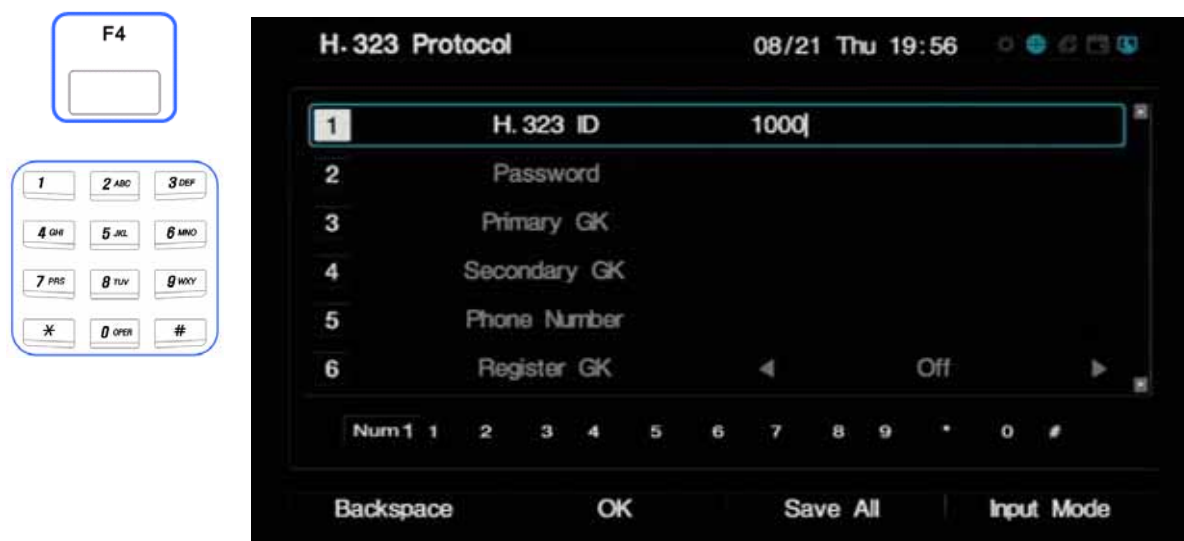 F4
1 2 ABC 3 DEF
4 GHI 5 JKL 6 MNO
7 PRS 8 TUV 9 WXY
* 0 OPER #
H.323 Protocol 08/21 Thu 19:56
1 H.323 ID 1000
2 Password
3 Primary GK
4 Secondary GK
5 Phone Number
6 Register GK ◀ Off ▶
Num1 1 2 3 4 5 6 7 8 9 * 0 #
Backspace OK Save All Input Mode